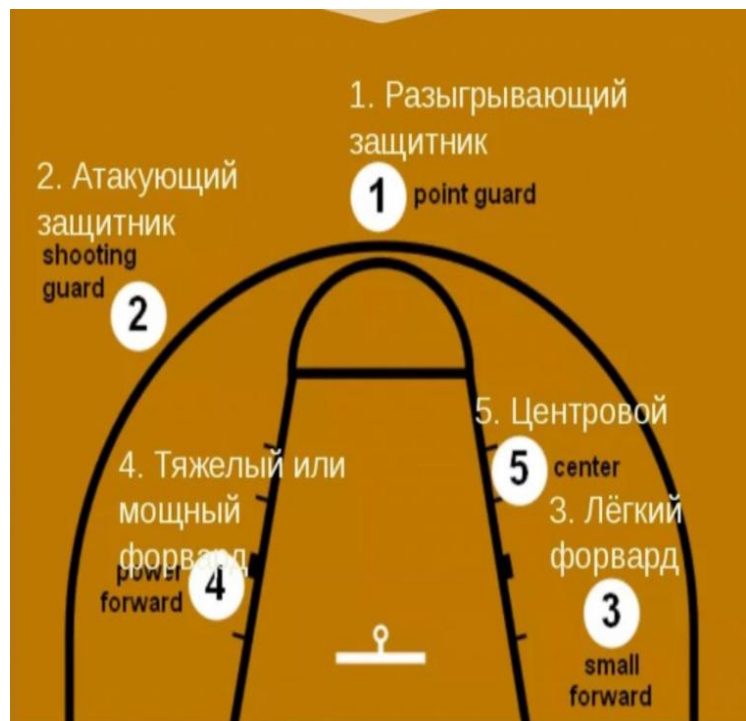 1. Разыгрывающий
защитник
1
point guard
2. Атакующий
защитник
shooting
guard
2
5. Центровой
5
center
4. Тяжелый или
мощный
форвард
power
forward
4
3. Лёгкий
форвард
3
small
forward